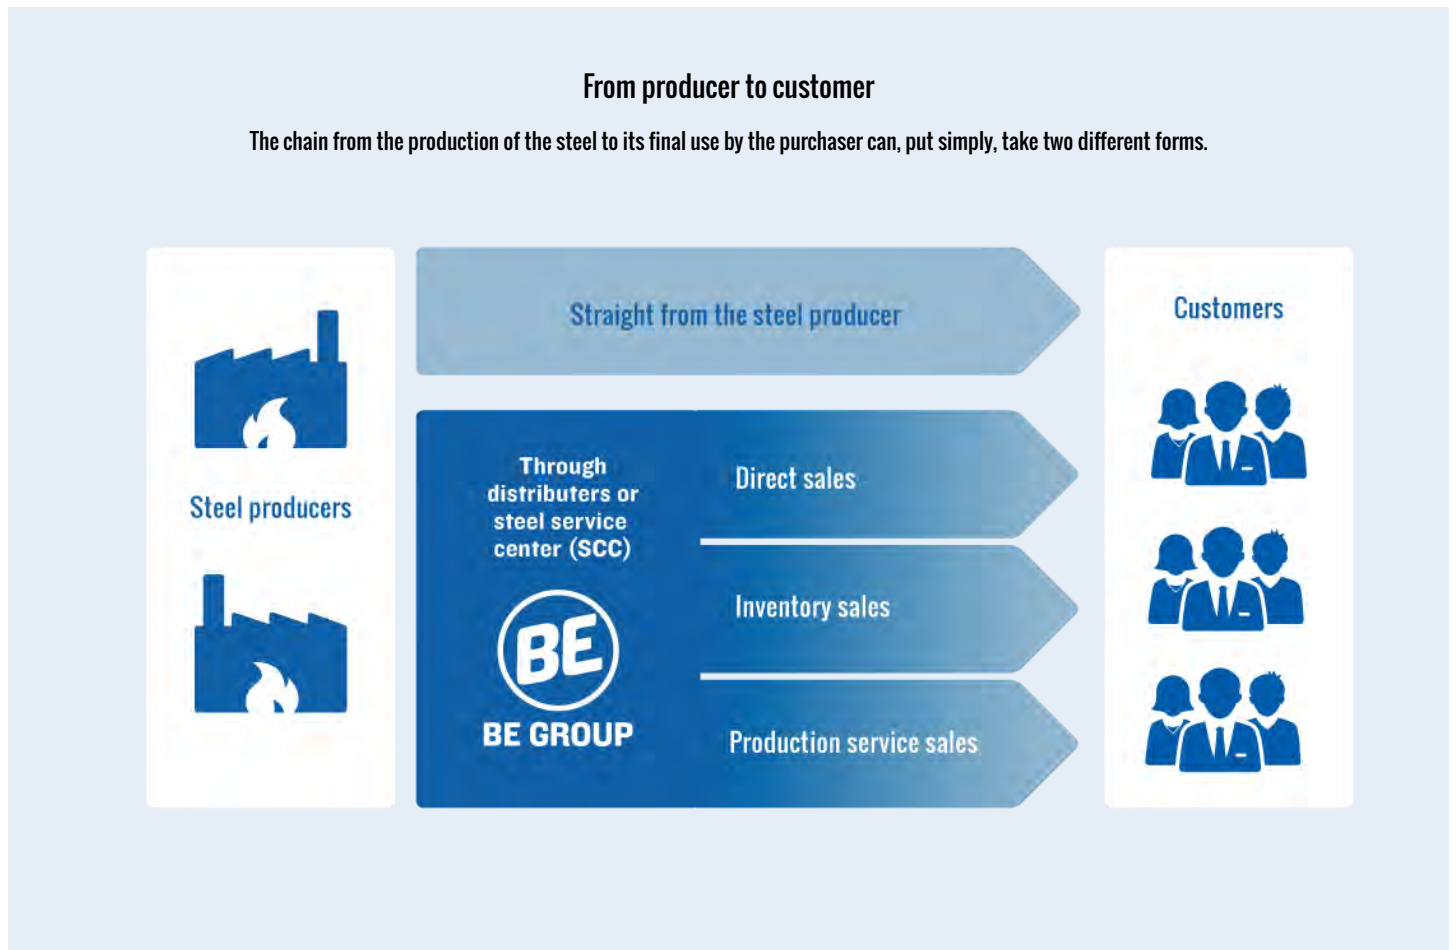 From producer to customer
The chain from the production of the steel to its final use by the purchaser can, put simply, take two different forms.
Steel producers
Straight from the steel producer
Through
distributers or
steel service
center (SCC)
BE
BE GROUP
Direct sales
Inventory sales
Production service sales
Customers